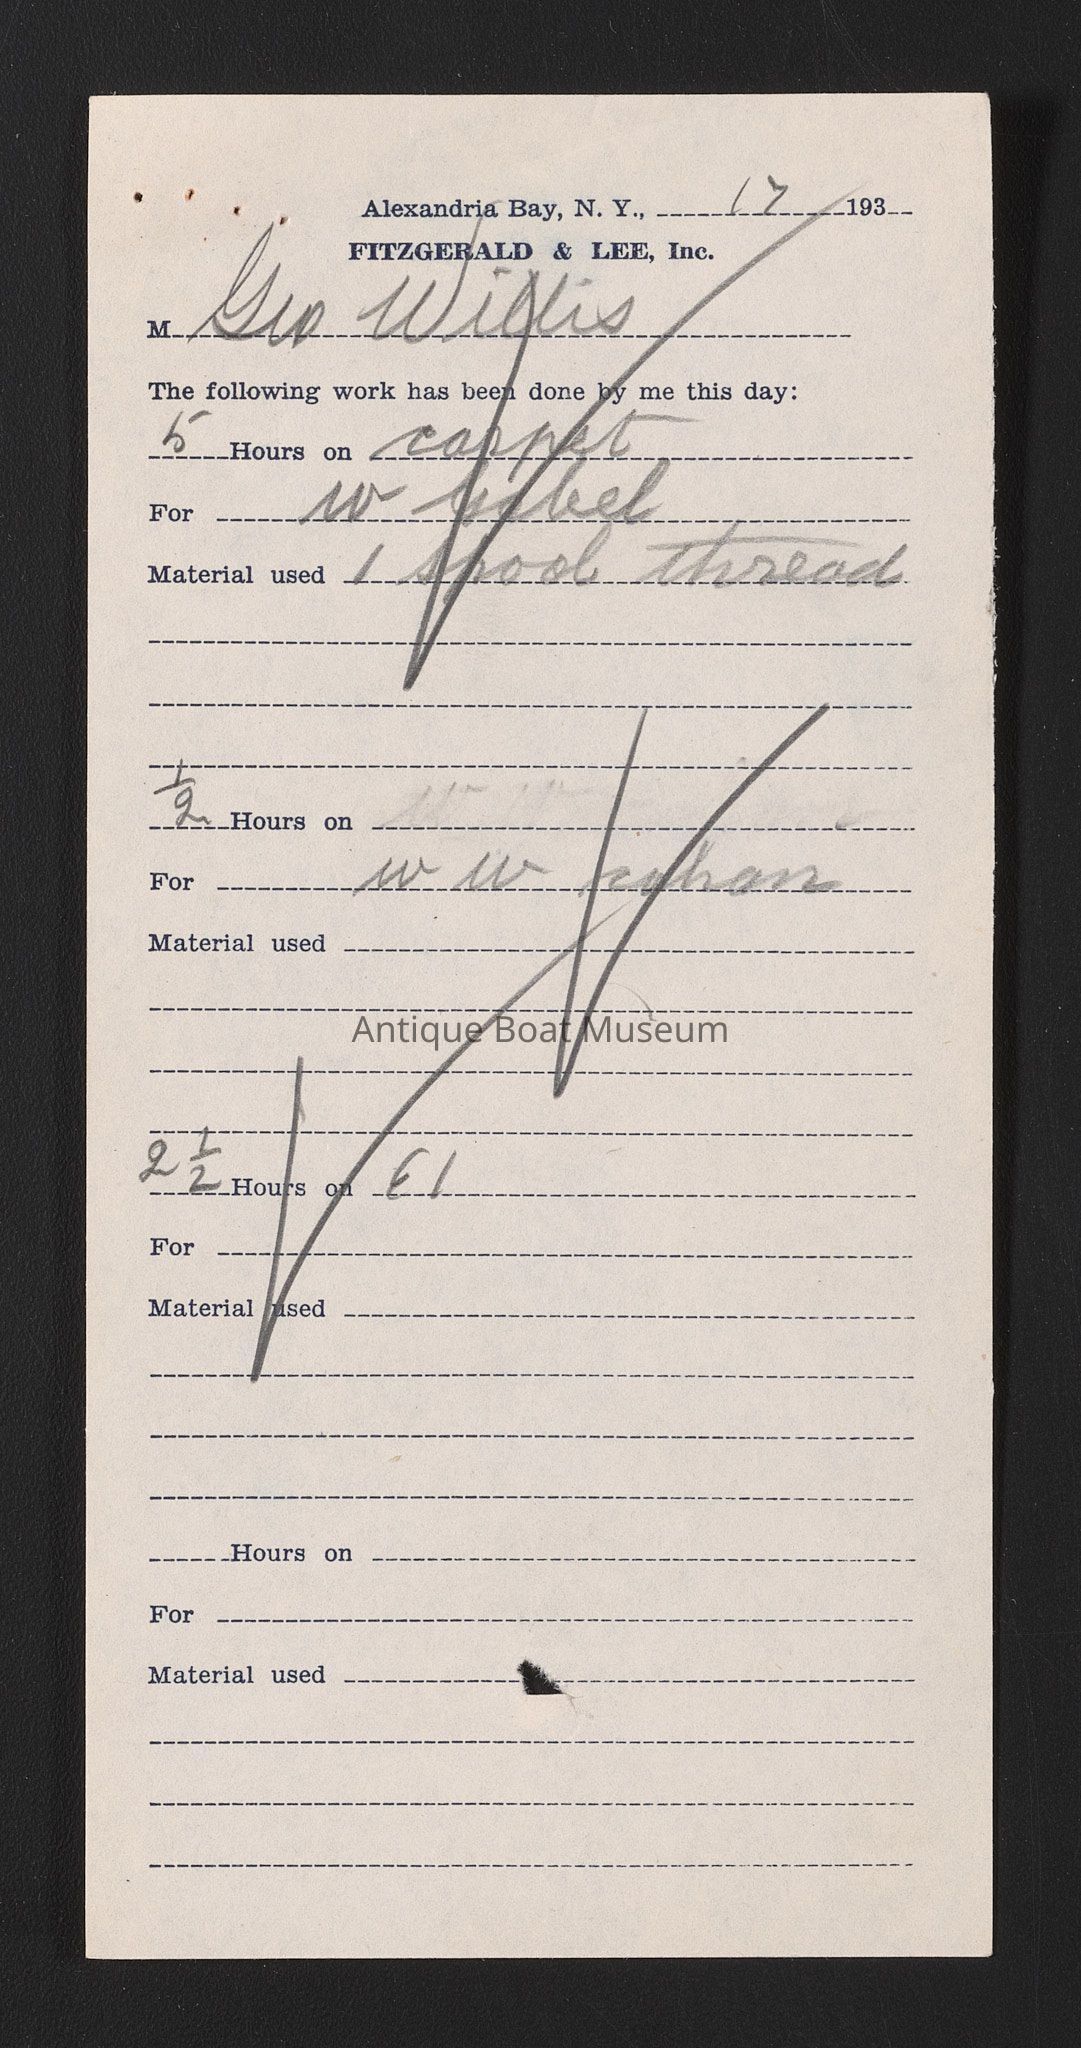 Alexandria Bay, N. Y., 17 193
FITZGERALD & LEE, Inc.
M Geo Willis
The following work has been done by me this day:
5 Hours on carpet
For w
Material used 1 spool thread
1/2 Hours on
For w w
Material used
Antique Boat Museum
2 1/2 Hours on E1
For
Material used
Hours on
For
Material used